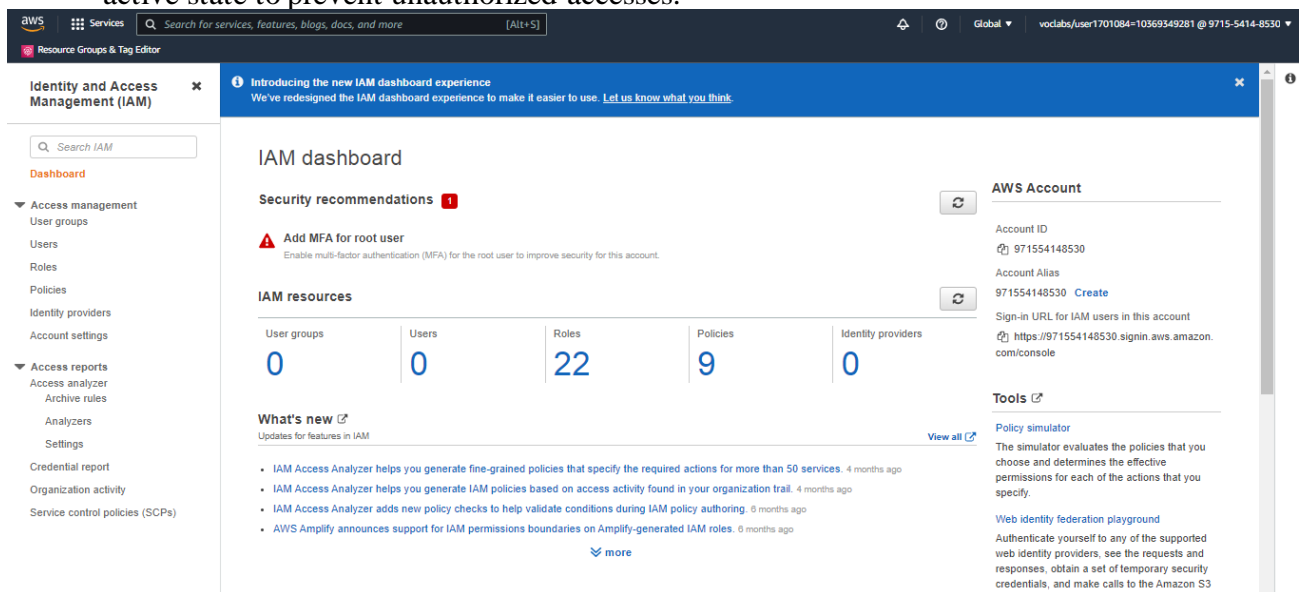 active state to prevent unauthorized accesses.
aws
Services
Search for services, features, blogs, docs, and more
[Alt+S]
Global
voclabs/user1701084=10369349281 @ 9715-5414-8530
Resource Groups & Tag Editor
Identity and Access
Management (IAM)
Search IAM
Dashboard
Access management
User groups
Users
Roles
Policies
Identity providers
Account settings
Access reports
Access analyzer
Archive rules
Analyzers
Settings
Credential report
Organization activity
Service control policies (SCPs)
Introducing the new IAM dashboard experience
We've redesigned the IAM dashboard experience to make it easier to use. Let us know what you think.
IAM dashboard
Security recommendations 1
Add MFA for root user
Enable multi-factor authentication (MFA) for the root user to improve security for this account.
IAM resources
User groups Users Roles Policies Identity providers
0 0 22 9 0
What's new
Updates for features in IAM
View all
• IAM Access Analyzer helps you generate fine-grained policies that specify the required actions for more than 50 services. 4 months ago
• IAM Access Analyzer helps you generate IAM policies based on access activity found in your organization trail. 4 months ago
• IAM Access Analyzer adds new policy checks to help validate conditions during IAM policy authoring. 6 months ago
• AWS Amplify announces support for IAM permissions boundaries on Amplify-generated IAM roles. 6 months ago
more
AWS Account
Account ID
971554148530
Account Alias
971554148530 Create
Sign-in URL for IAM users in this account
https://971554148530.signin.aws.amazon.
com/console
Tools
Policy simulator
The simulator evaluates the policies that you
choose and determines the effective
permissions for each of the actions that you
specify.
Web identity federation playground
Authenticate yourself to any of the supported
web identity providers, see the requests and
responses, obtain a set of temporary security
credentials, and make calls to the Amazon S3